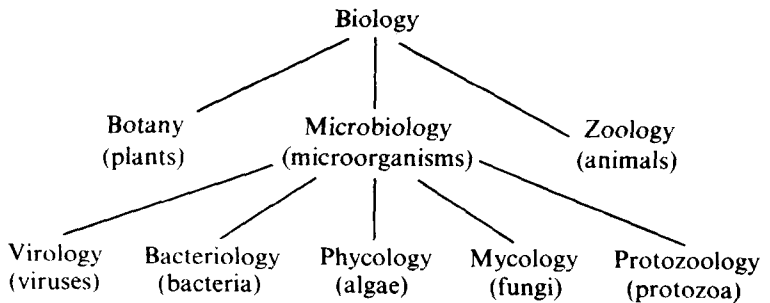 Biology
Botany
(plants)
Microbiology
(microorganisms)
Zoology
(animals)
Virology
(viruses)
Bacteriology
(bacteria)
Phycology
(algae)
Mycology
(fungi)
Protozoology
(protozoa)